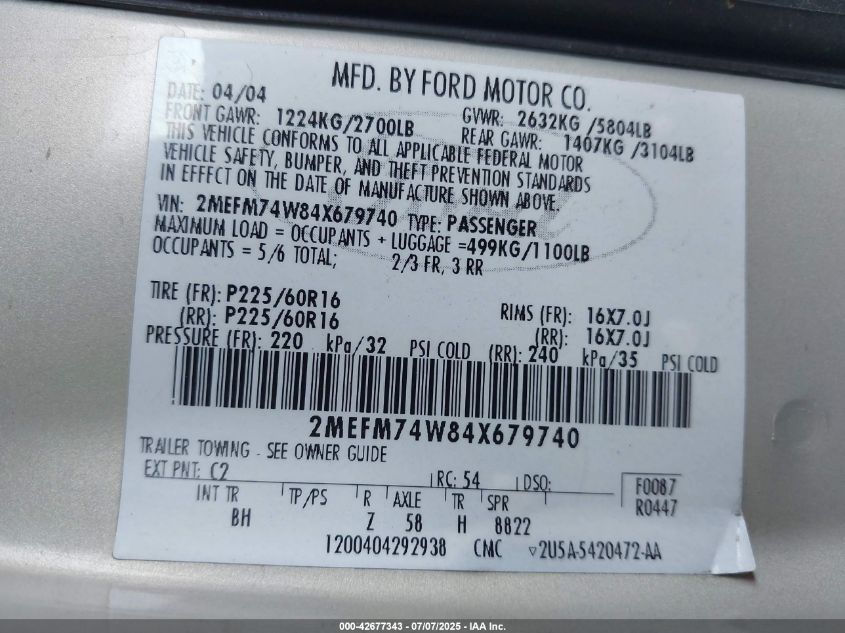 MFD. BY FORD MOTOR CO.
DATE: 04/04
FRONT GAWR: 1224KG/2700LB
GVWR: 2632KG /5804LB
REAR GAWR: 1407KG /3104LB
THIS VEHICLE CONFORMS TO ALL APPLICABLE FEDERAL MOTOR
VEHICLE SAFETY, BUMPER, AND THEFT PREVENTION STANDARDS
IN EFFECT ON THE DATE OF MANUFACTURE SHOWN ABOVE.
VIN: 2MEFM74W84X679740 TYPE: PASSENGER
MAXIMUM LOAD = OCCUPANTS + LUGGAGE =499KG/1100LB
OCCUPANTS = 5/6 TOTAL; 2/3 FR, 3 RR
TIRE (FR): P225/60R16 RIMS (FR): 16X7.0J
(RR): P225/60R16 (RR): 16X7.0J
PRESSURE (FR): 220 kPa/32 PSI COLD (RR): 240 kPa/35 PSI COLD
2MEFM74W84X679740
TRAILER TOWING - SEE OWNER GUIDE
EXT PNT: C2 RC: 54 DSO: F0087
R0447
INT TR TP/PS R AXLE TR SPR
BH Z 58 H 8822
1200404292938 CMC ▽2U5A-5420472-AA
000-42677343 / 07/07/2025 - IAA Inc.